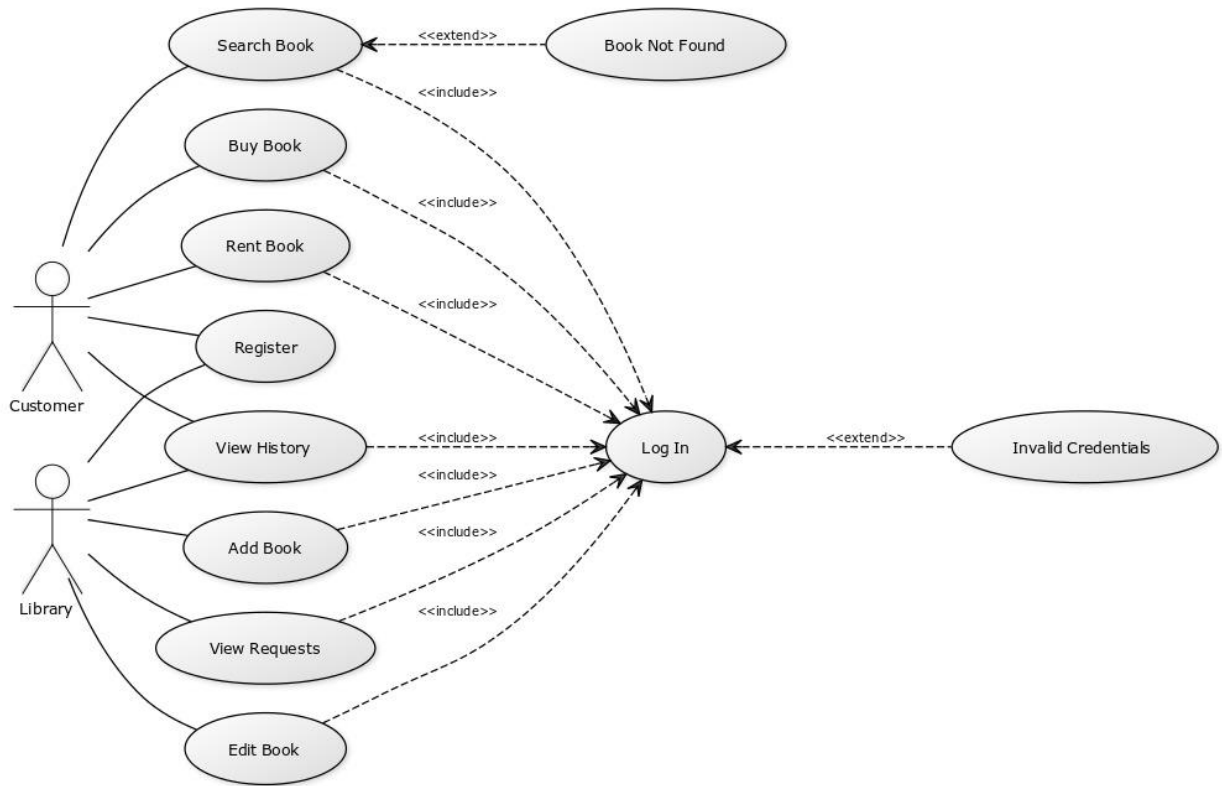 Search Book
<<extend>>
Book Not Found
<<include>>
Buy Book
<<include>>
Rent Book
<<include>>
Register
Customer
View History
<<include>>
Log In
<<extend>>
Invalid Credentials
<<include>>
Add Book
<<include>>
Library
<<include>>
View Requests
Edit Book